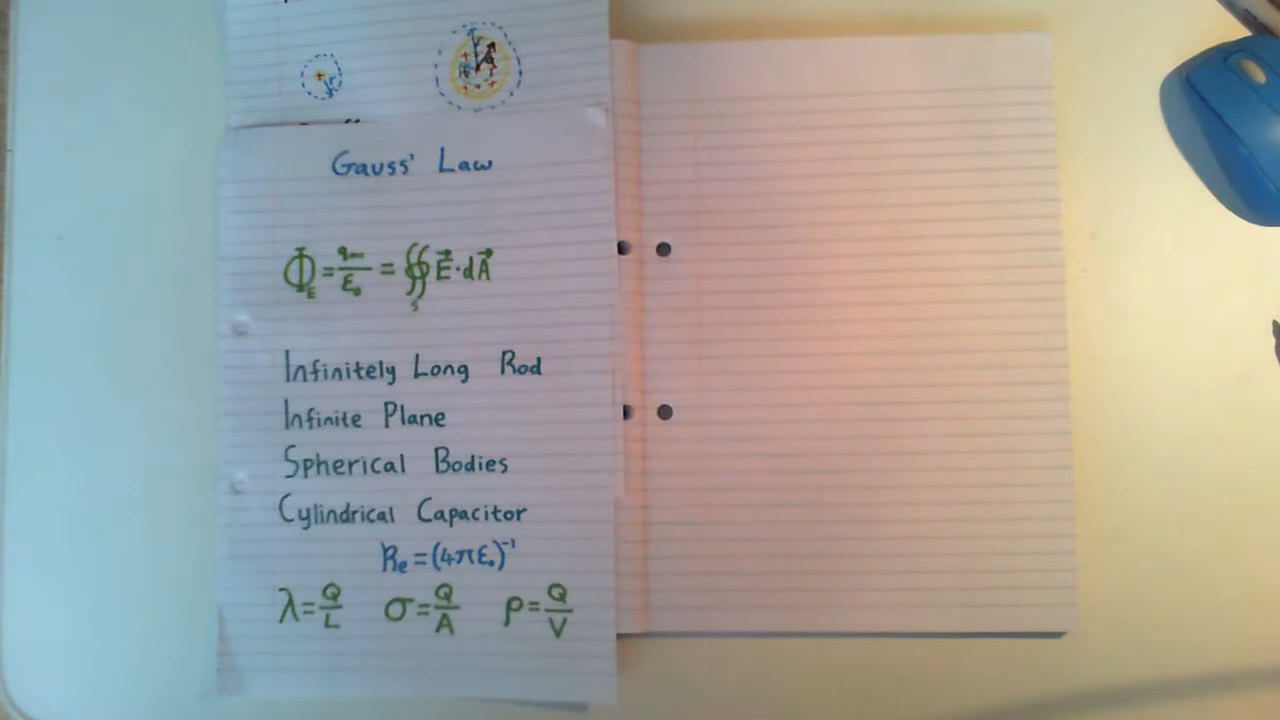 Gauss' Law
Φ_E = q_enc/ε₀ = ∯_S E⃗·dA⃗
Infinitely Long Rod
Infinite Plane
Spherical Bodies
Cylindrical Capacitor
k_e = (4πε₀)⁻¹
λ = Q/L σ = Q/A ρ = Q/V